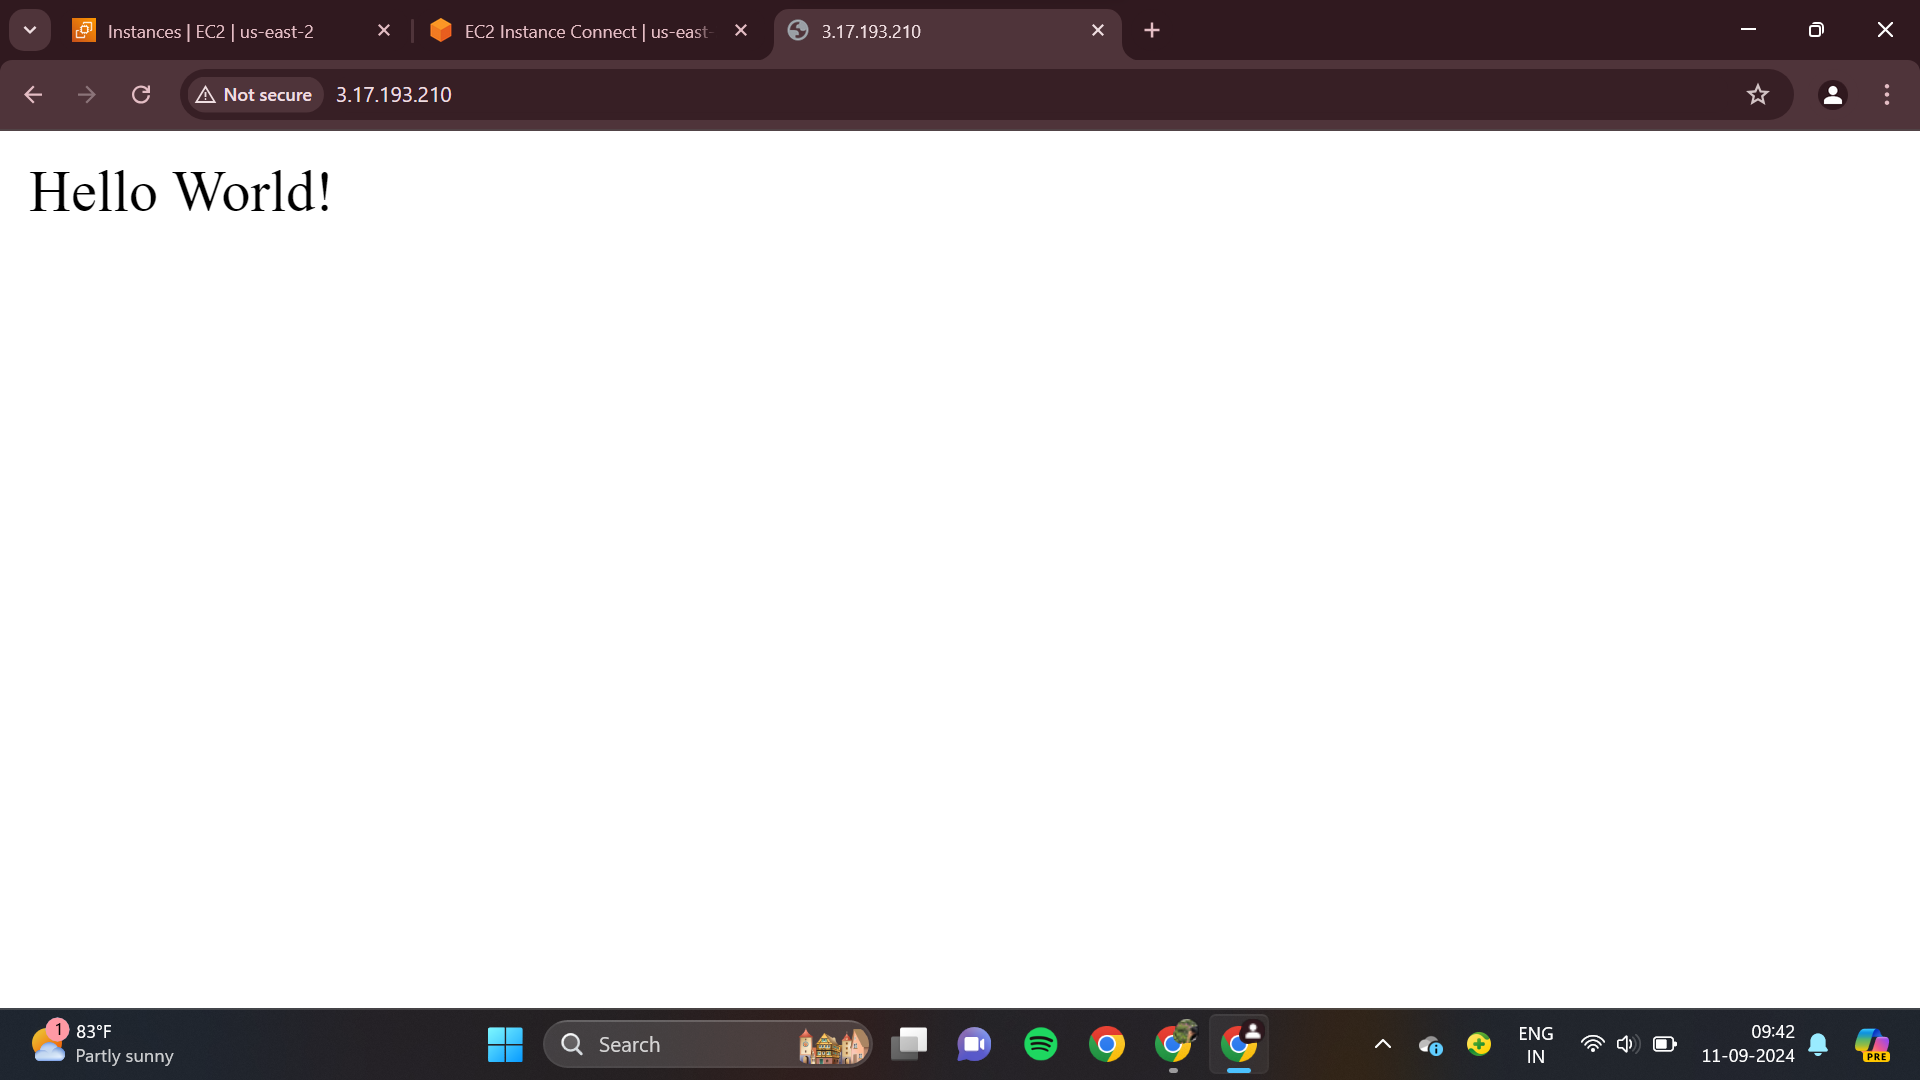 Instances | EC2 | us-east-2
EC2 Instance Connect | us-east-
3.17.193.210
Not secure
3.17.193.210
Hello World!
1
83°F
Partly sunny
Search
ENG
IN
09:42
11-09-2024
PRE